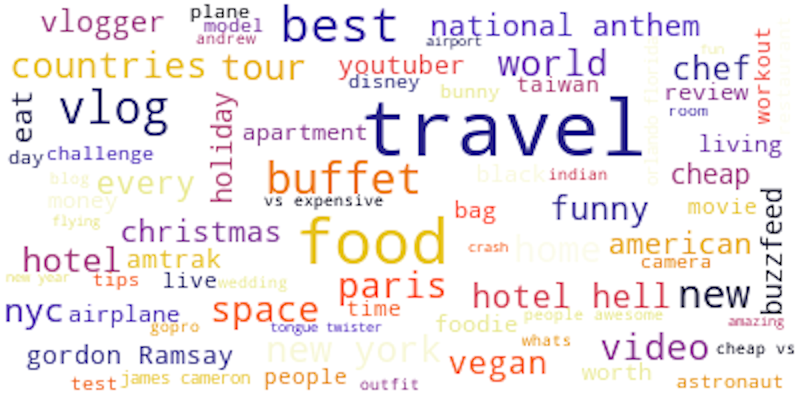 vlogger
plane
model
andrew
best
national anthem
airport
countries
tour
youtuber
disney
world
taiwan
bunny
chef
fun
workout
review
room
orlando florida
eat
vlog
holiday
apartment
travel
living
day
challenge
blog
every
money
flying
buffet
vs expensive
black
indian
cheap
bag
funny
movie
christmas
food
crash
home
american
camera
buzzfeed
hotel
amtrak
new year
tips
live
wedding
paris
time
hotel hell
new
nyc
airplane
gopro
space
tongue twister
foodie
people awesome
amazing
whats
gordon Ramsay
new york
vegan
video
cheap vs
worth
test
james cameron
people
outfit
astronaut